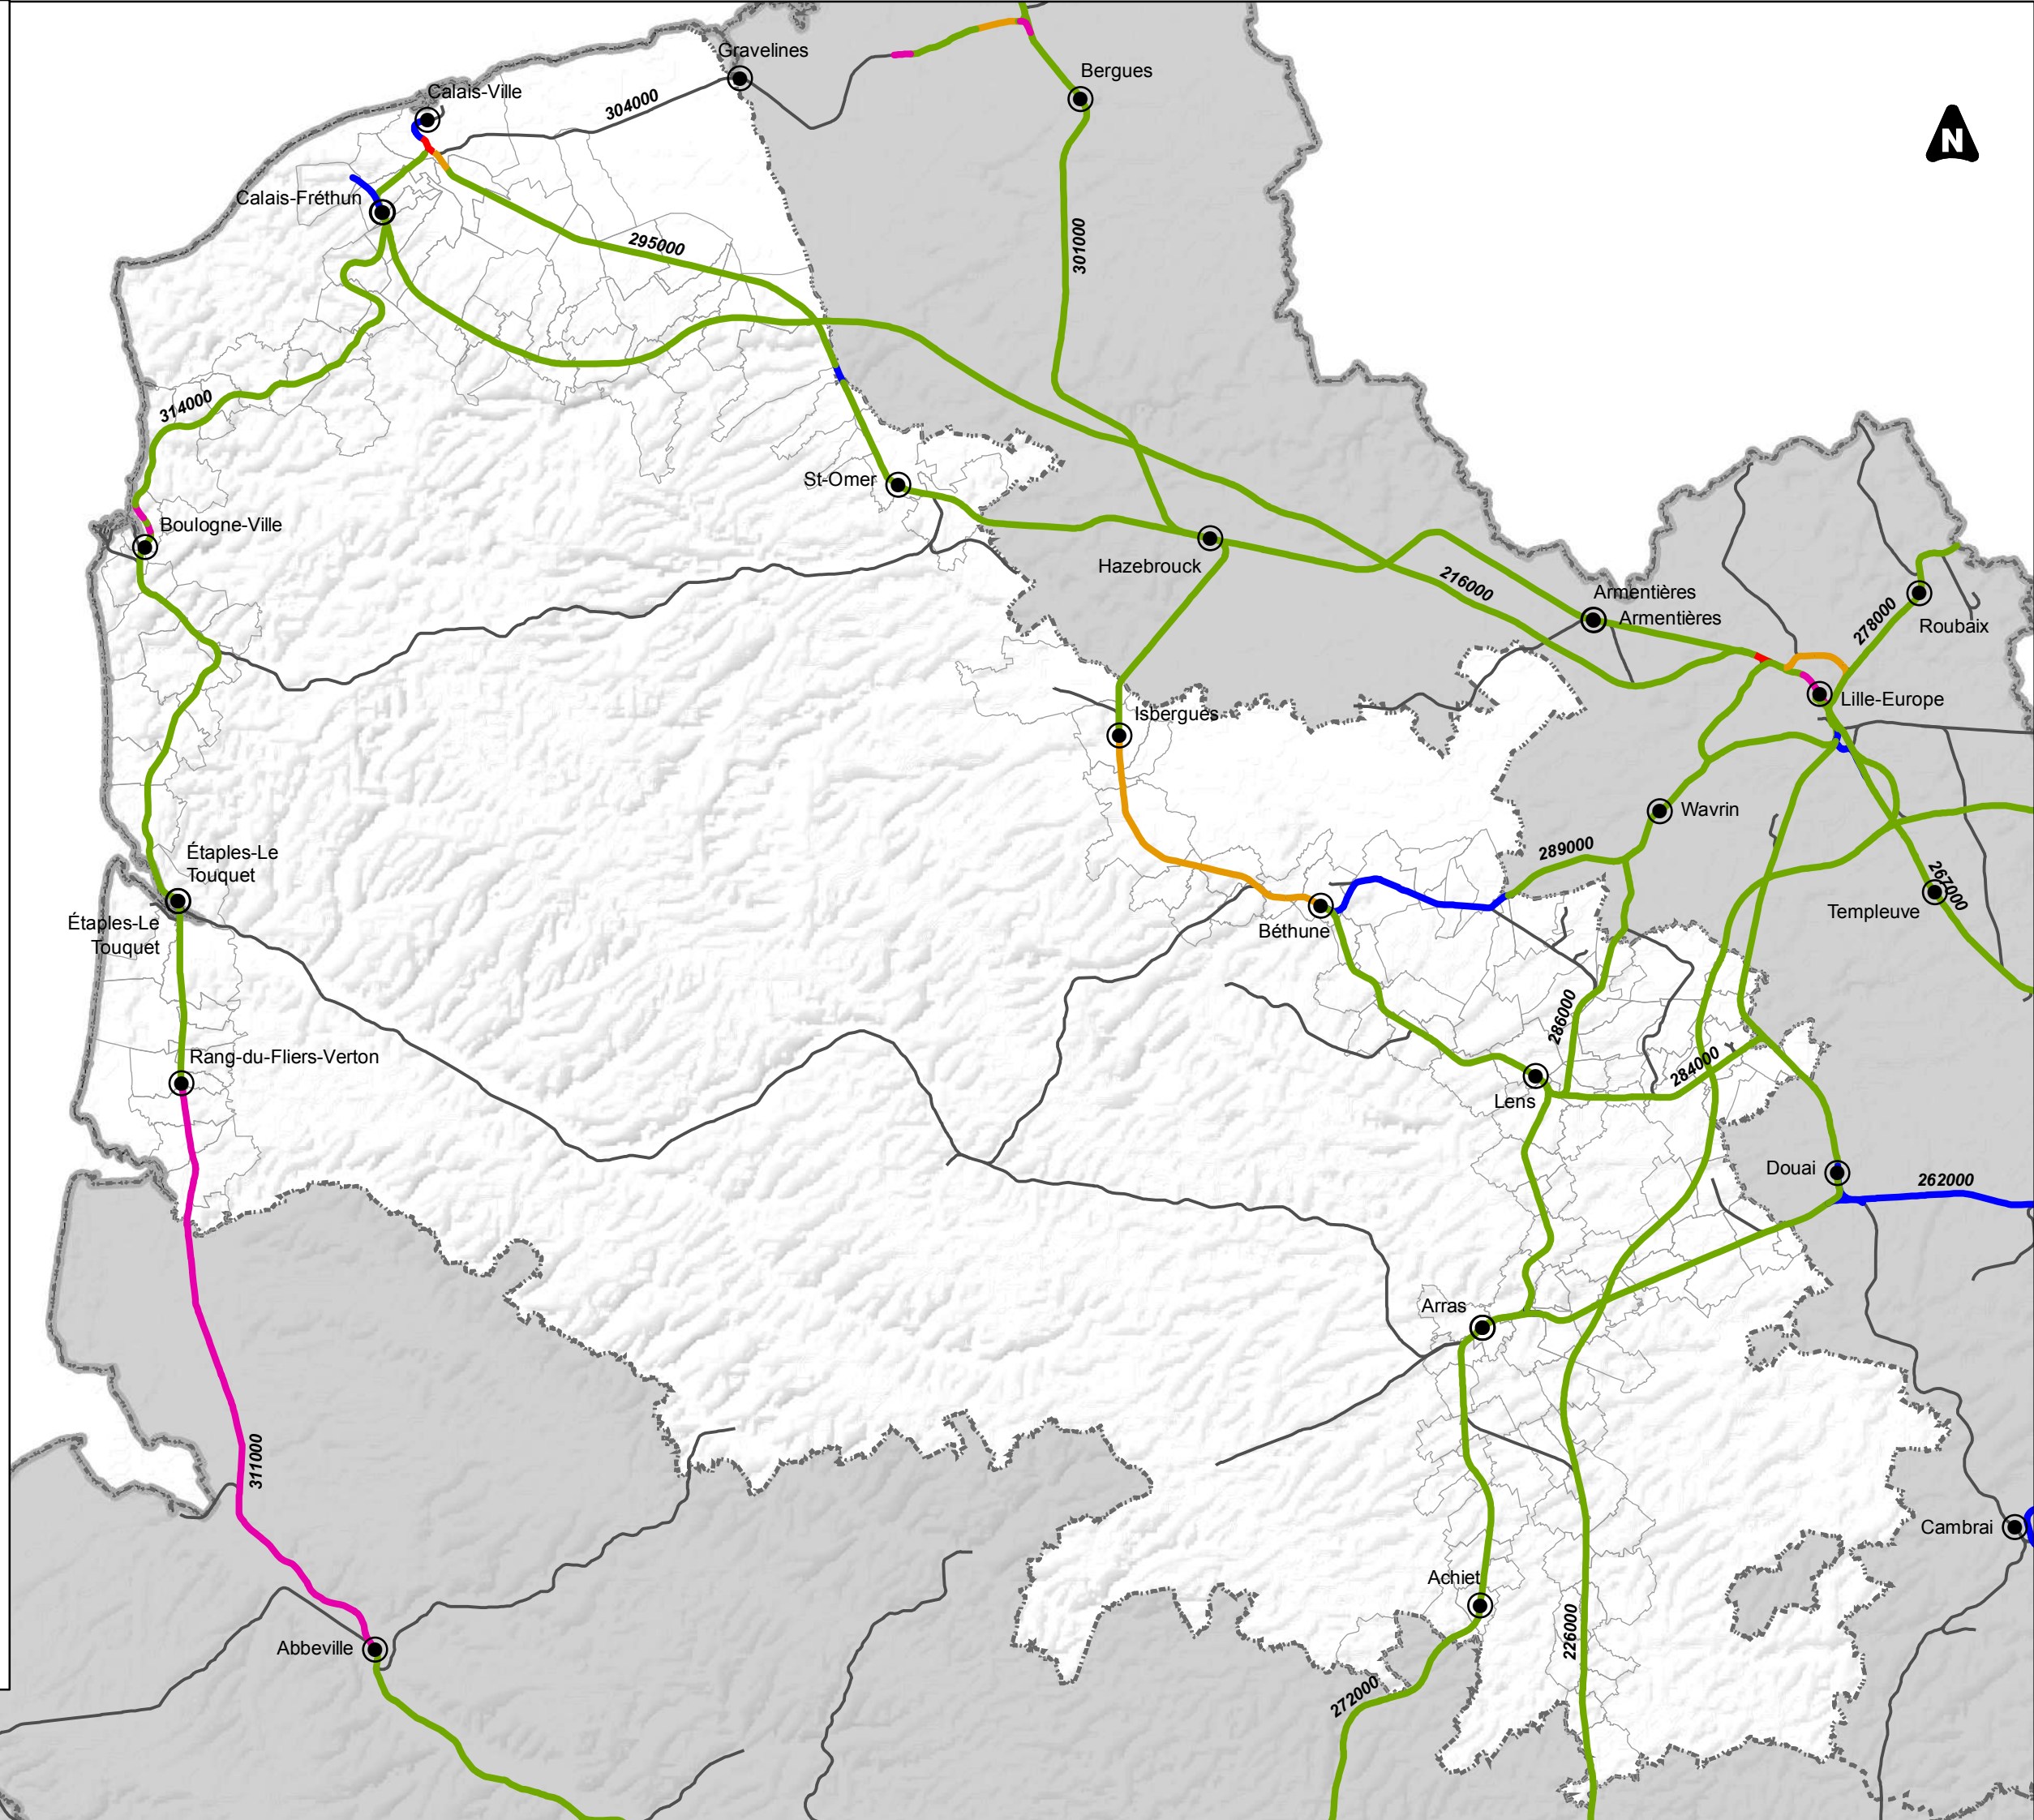 Gravelines
Bergues
Calais-Ville
304000
N
Calais-Fréthun
295000
301000
314000
St-Omer
Boulogne-Ville
Hazebrouck
216000
Armentières
Armentières
278000
Roubaix
Isbergues
Lille-Europe
Wavrin
Étaples-Le
Touquet
289000
267000
Étaples-Le
Touquet
Béthune
Templeuve
286000
Rang-du-Fliers-Verton
284000
Lens
Douai
262000
Arras
311000
Cambrai
Achiet
226000
Abbeville
272000